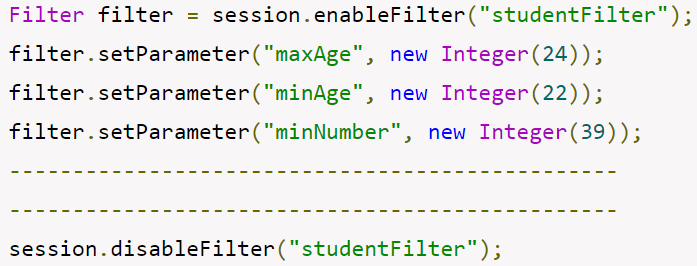 Filter filter = session.enableFilter("studentFilter");
filter.setParameter("maxAge", new Integer(24));
filter.setParameter("minAge", new Integer(22));
filter.setParameter("minNumber", new Integer(39));
------------------------------------------------
------------------------------------------------
session.disableFilter("studentFilter");